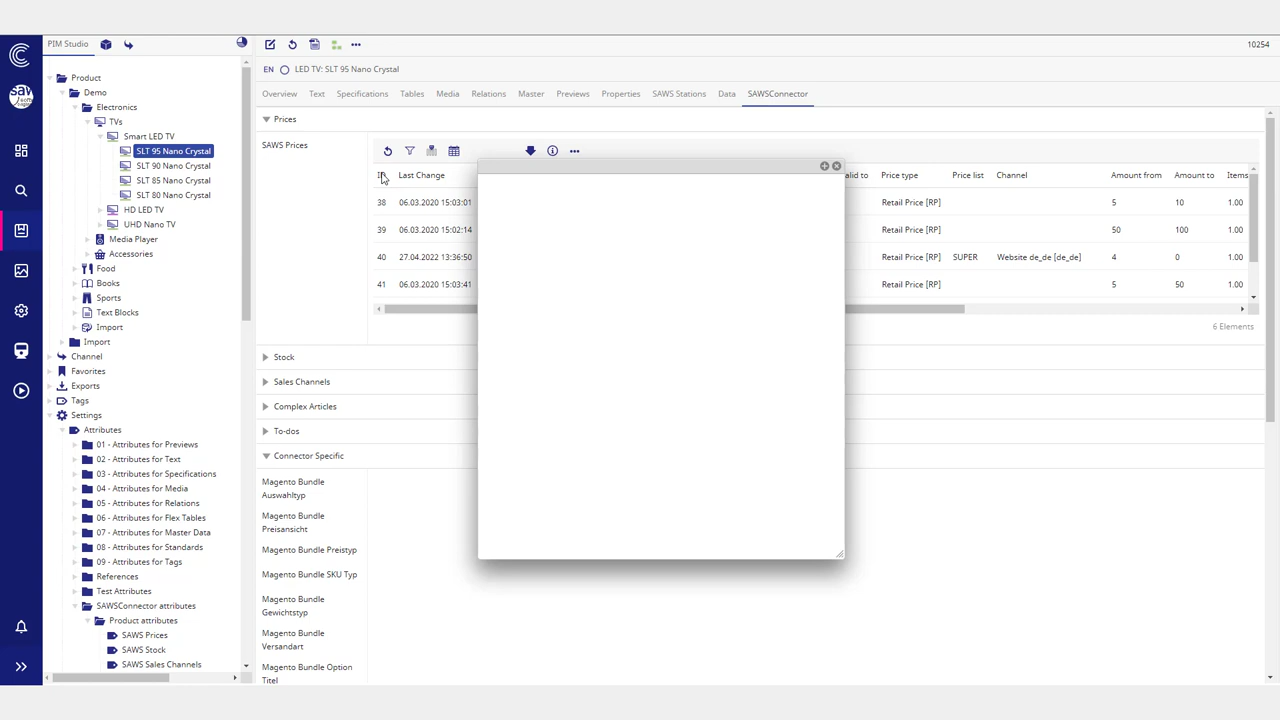 PIM Studio
10254
EN LED TV: SLT 95 Nano Crystal
Overview Text Specifications Tables Media Relations Master Previews Properties SAWS Stations Data SAWSConnector
Product
Demo
Electronics
TVs
Smart LED TV
SLT 95 Nano Crystal
SLT 90 Nano Crystal
SLT 85 Nano Crystal
SLT 80 Nano Crystal
HD LED TV
UHD Nano TV
Media Player
Accessories
Food
Books
Sports
Text Blocks
Import
Import
Channel
Favorites
Exports
Tags
Settings
Attributes
01 - Attributes for Previews
02 - Attributes for Text
03 - Attributes for Specifications
04 - Attributes for Media
05 - Attributes for Relations
06 - Attributes for Flex Tables
07 - Attributes for Master Data
08 - Attributes for Standards
09 - Attributes for Tags
References
Test Attributes
SAWSConnector attributes
Product attributes
SAWS Prices
SAWS Stock
SAWS Sales Channels
Prices
SAWS Prices
Last Change alid to Price type Price list Channel Amount from Amount to Items
38 06.03.2020 15:03:01 Retail Price [RP] 5 10 1.00
39 06.03.2020 15:02:14 Retail Price [RP] 50 100 1.00
40 27.04.2022 13:36:50 Retail Price [RP] SUPER Website de_de [de_de] 4 0 1.00
41 06.03.2020 15:03:41 Retail Price [RP] 5 50 1.00
6 Elements
Stock
Sales Channels
Complex Articles
To-dos
Connector Specific
Magento Bundle
Auswahltyp
Magento Bundle
Preisansicht
Magento Bundle Preistyp
Magento Bundle SKU Typ
Magento Bundle
Gewichtstyp
Magento Bundle
Versandart
Magento Bundle Option
Titel